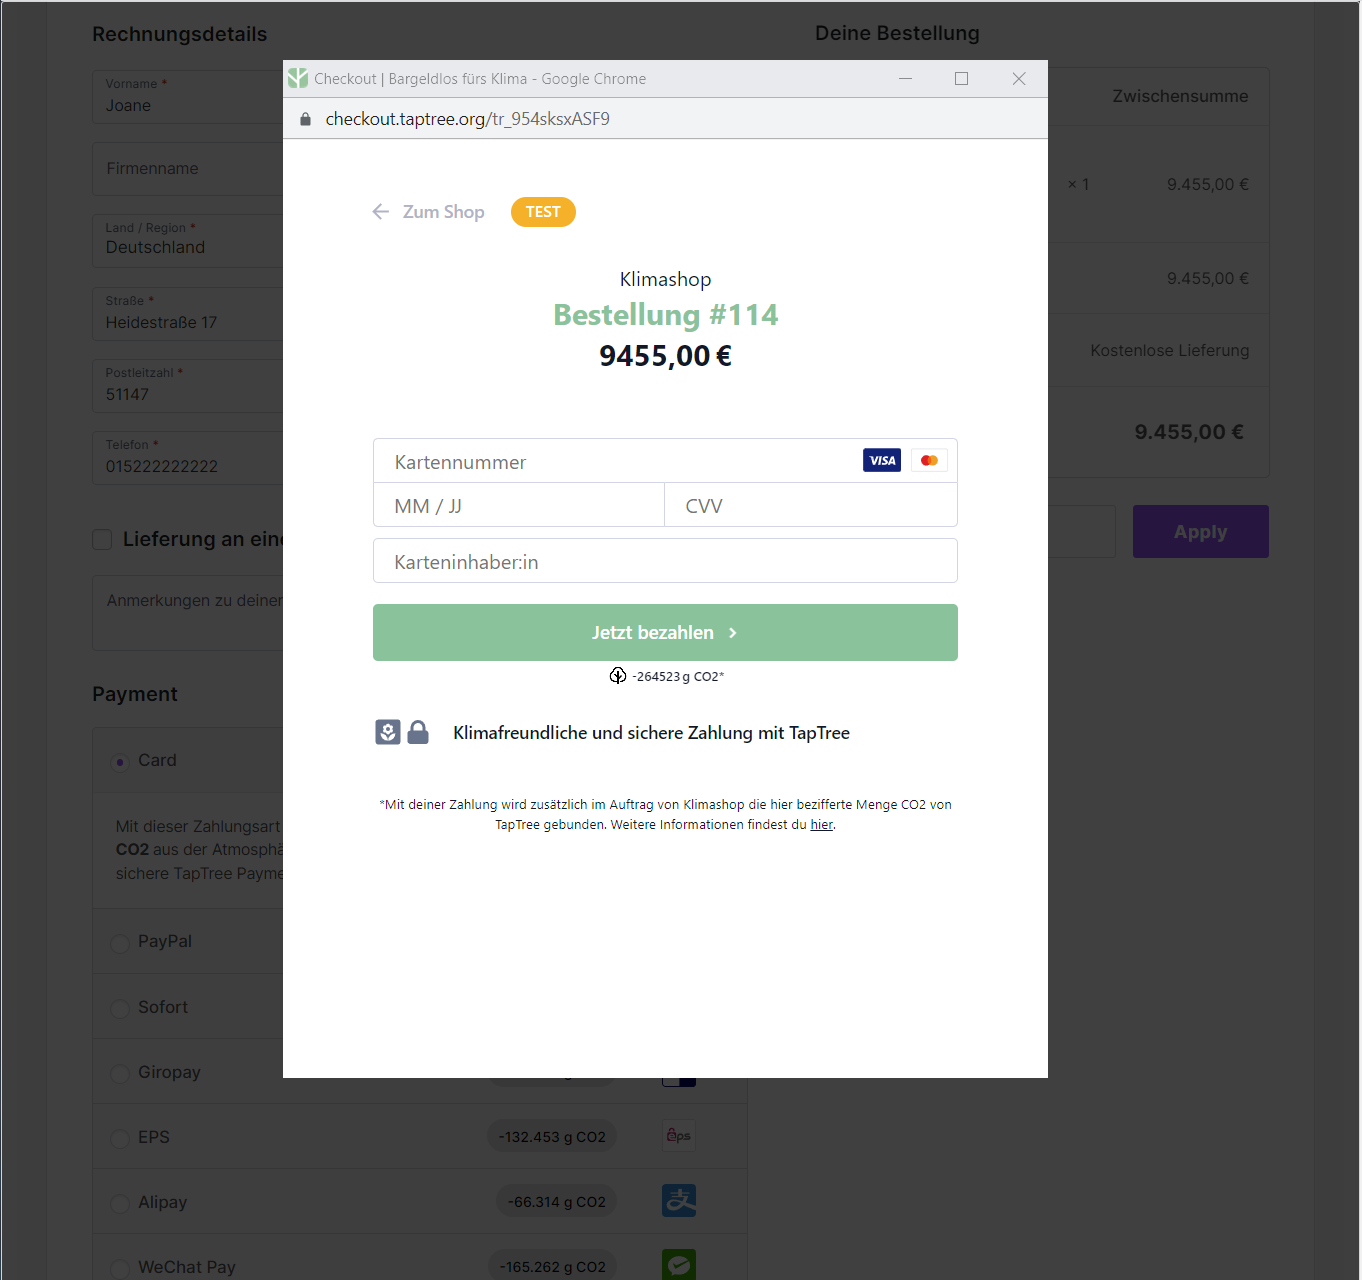 Rechnungsdetails
Deine Bestellung
Vorname *
Joane
Firmenname
Land / Region *
Deutschland
Straße *
Heidestraße 17
Postleitzahl *
51147
Telefon *
015222222222
Lieferung an eine
Anmerkungen zu deiner
Payment
Card
Mit dieser Zahlungsart
CO2 aus der Atmosphä
sichere TapTree Payme
PayPal
Sofort
Giropay
EPS
-132.453 g CO2
eps
Alipay
-66.314 g CO2
支
WeChat Pay
-165.262 g CO2
Checkout | Bargeldlos fürs Klima - Google Chrome
checkout.taptree.org/tr_954sksxASF9
Zum Shop
TEST
Klimashop
Bestellung #114
9455,00 €
Kartennummer
VISA
MM / JJ
CVV
Karteninhaber:in
Jetzt bezahlen
-264523 g CO2*
Klimafreundliche und sichere Zahlung mit TapTree
*Mit deiner Zahlung wird zusätzlich im Auftrag von Klimashop die hier bezifferte Menge CO2 von
TapTree gebunden. Weitere Informationen findest du hier.
Zwischensumme
× 1
9.455,00 €
9.455,00 €
Kostenlose Lieferung
9.455,00 €
Apply